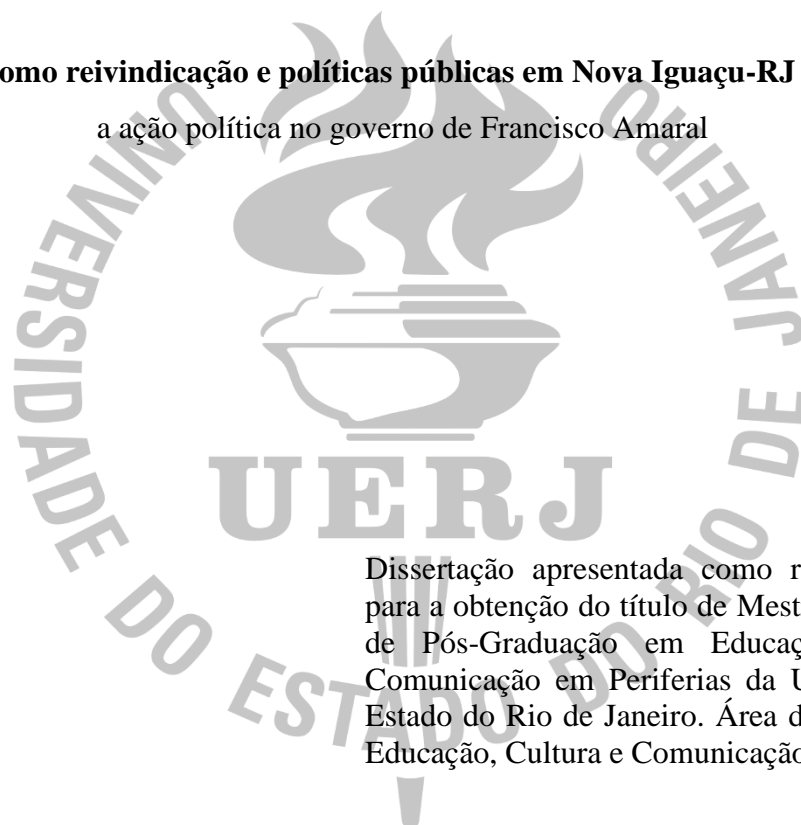 omo reivindicação e políticas públicas em Nova Iguaçu-RJ
a ação política no governo de Francisco Amaral
UNIVERSIDADE DO ESTADO DO RIO DE JANEIRO
UERJ
Dissertação apresentada como r
para a obtenção do título de Mest
de Pós-Graduação em Educaç
Comunicação em Periferias da U
Estado do Rio de Janeiro. Área d
Educação, Cultura e Comunicação